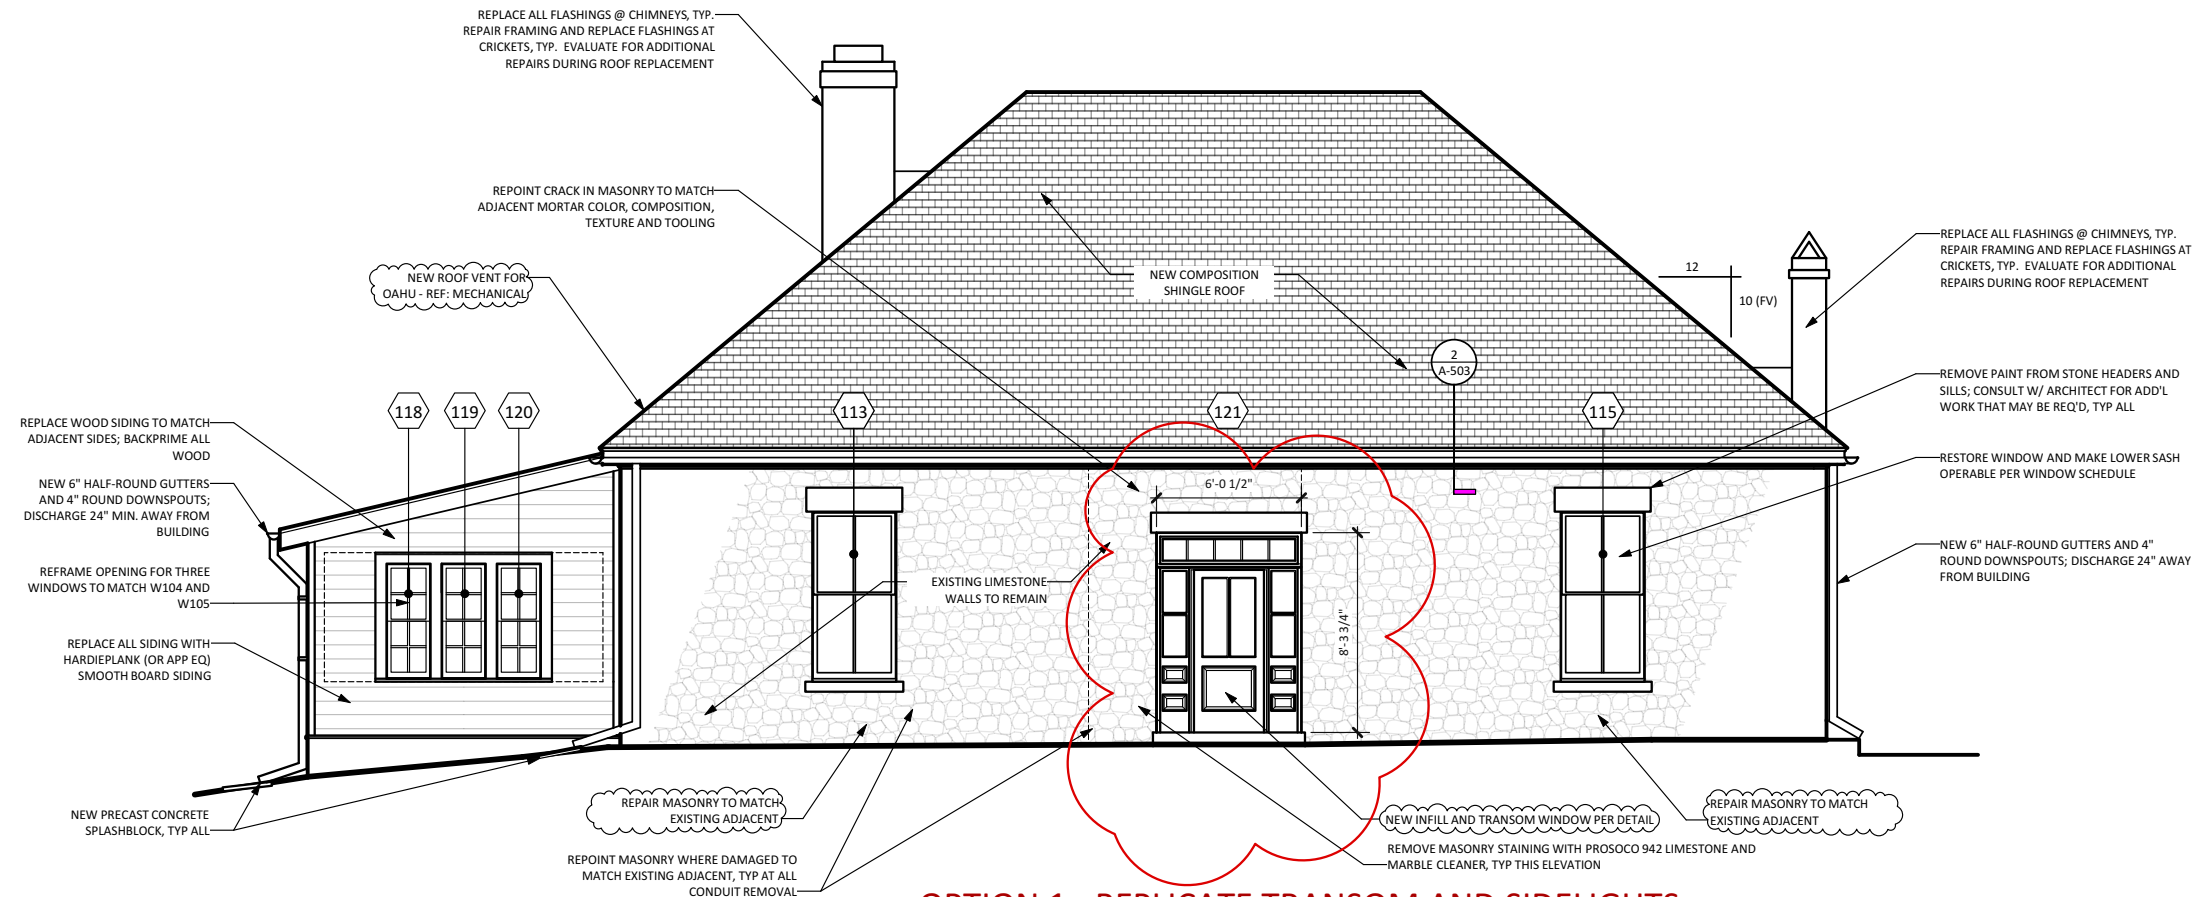 REPLACE ALL FLASHINGS @ CHIMNEYS, TYP.
REPAIR FRAMING AND REPLACE FLASHINGS AT
CRICKETS, TYP. EVALUATE FOR ADDITIONAL
REPAIRS DURING ROOF REPLACEMENT
REPOINT CRACK IN MASONRY TO MATCH
ADJACENT MORTAR COLOR, COMPOSITION,
TEXTURE AND TOOLING
NEW ROOF VENT FOR
OAHU - REF: MECHANICAL
NEW COMPOSITION
SHINGLE ROOF
12
10 (FV)
REPLACE ALL FLASHINGS @ CHIMNEYS, TYP.
REPAIR FRAMING AND REPLACE FLASHINGS AT
CRICKETS, TYP. EVALUATE FOR ADDITIONAL
REPAIRS DURING ROOF REPLACEMENT
2
A-503
118
119
120
113
121
115
REMOVE PAINT FROM STONE HEADERS AND
SILLS; CONSULT W/ ARCHITECT FOR ADD'L
WORK THAT MAY BE REQ'D, TYP ALL
REPLACE WOOD SIDING TO MATCH
ADJACENT SIDES; BACKPRIME ALL
WOOD
NEW 6" HALF-ROUND GUTTERS
AND 4" ROUND DOWNSPOUTS;
DISCHARGE 24" MIN. AWAY FROM
BUILDING
RESTORE WINDOW AND MAKE LOWER SASH
OPERABLE PER WINDOW SCHEDULE
6'-0 1/2"
8'-3 3/4"
REFRAME OPENING FOR THREE
WINDOWS TO MATCH W104 AND
W105
EXISTING LIMESTONE
WALLS TO REMAIN
NEW 6" HALF-ROUND GUTTERS AND 4"
ROUND DOWNSPOUTS; DISCHARGE 24" AWAY
FROM BUILDING
REPLACE ALL SIDING WITH
HARDIEPLANK (OR APP EQ)
SMOOTH BOARD SIDING
NEW PRECAST CONCRETE
SPLASHBLOCK, TYP ALL
REPAIR MASONRY TO MATCH
EXISTING ADJACENT
NEW INFILL AND TRANSOM WINDOW PER DETAIL
REPAIR MASONRY TO MATCH
EXISTING ADJACENT
REPOINT MASONRY WHERE DAMAGED TO
MATCH EXISTING ADJACENT, TYP AT ALL
CONDUIT REMOVAL
REMOVE MASONRY STAINING WITH PROSOCO 942 LIMESTONE AND
MARBLE CLEANER, TYP THIS ELEVATION
OPTION 1 - REPLICATE TRANSOM AND SIDELIGHTS